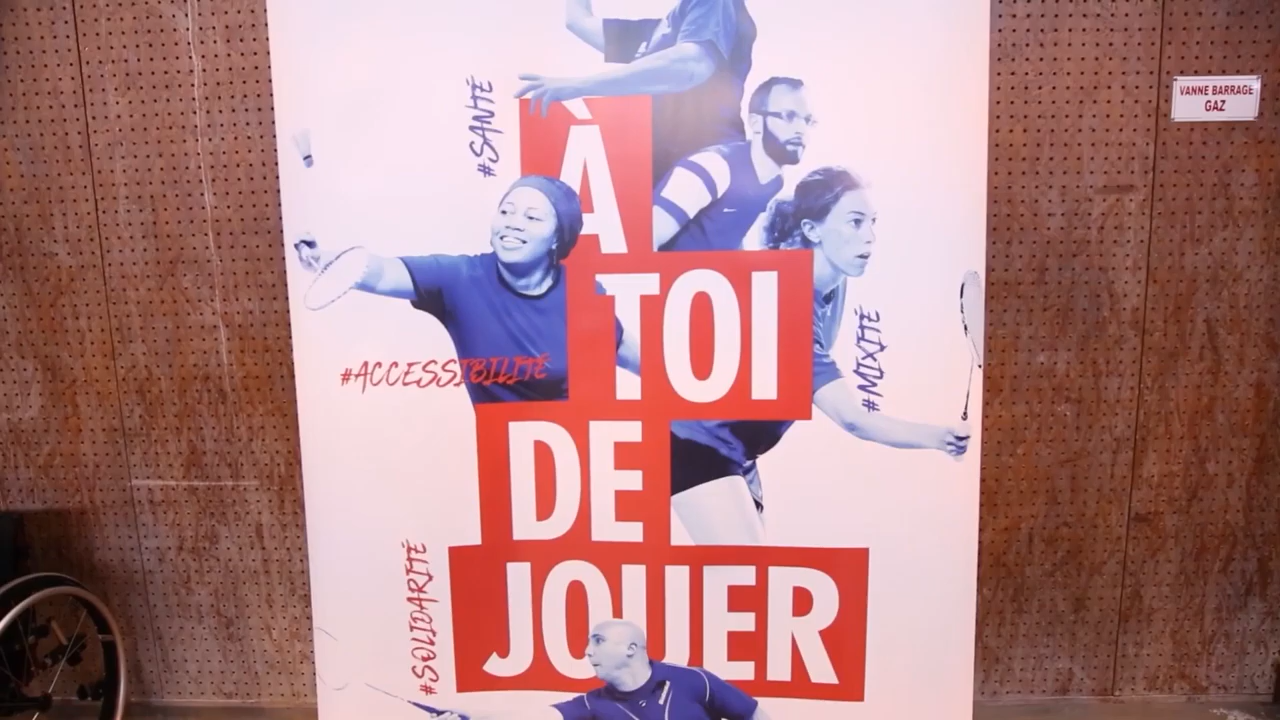 #SANTÉ
À
TOI
DE
JOUER
#ACCESSIBILITÉ
#MIXITÉ
#SOLIDARITÉ
VANNE BARRAGE
GAZ